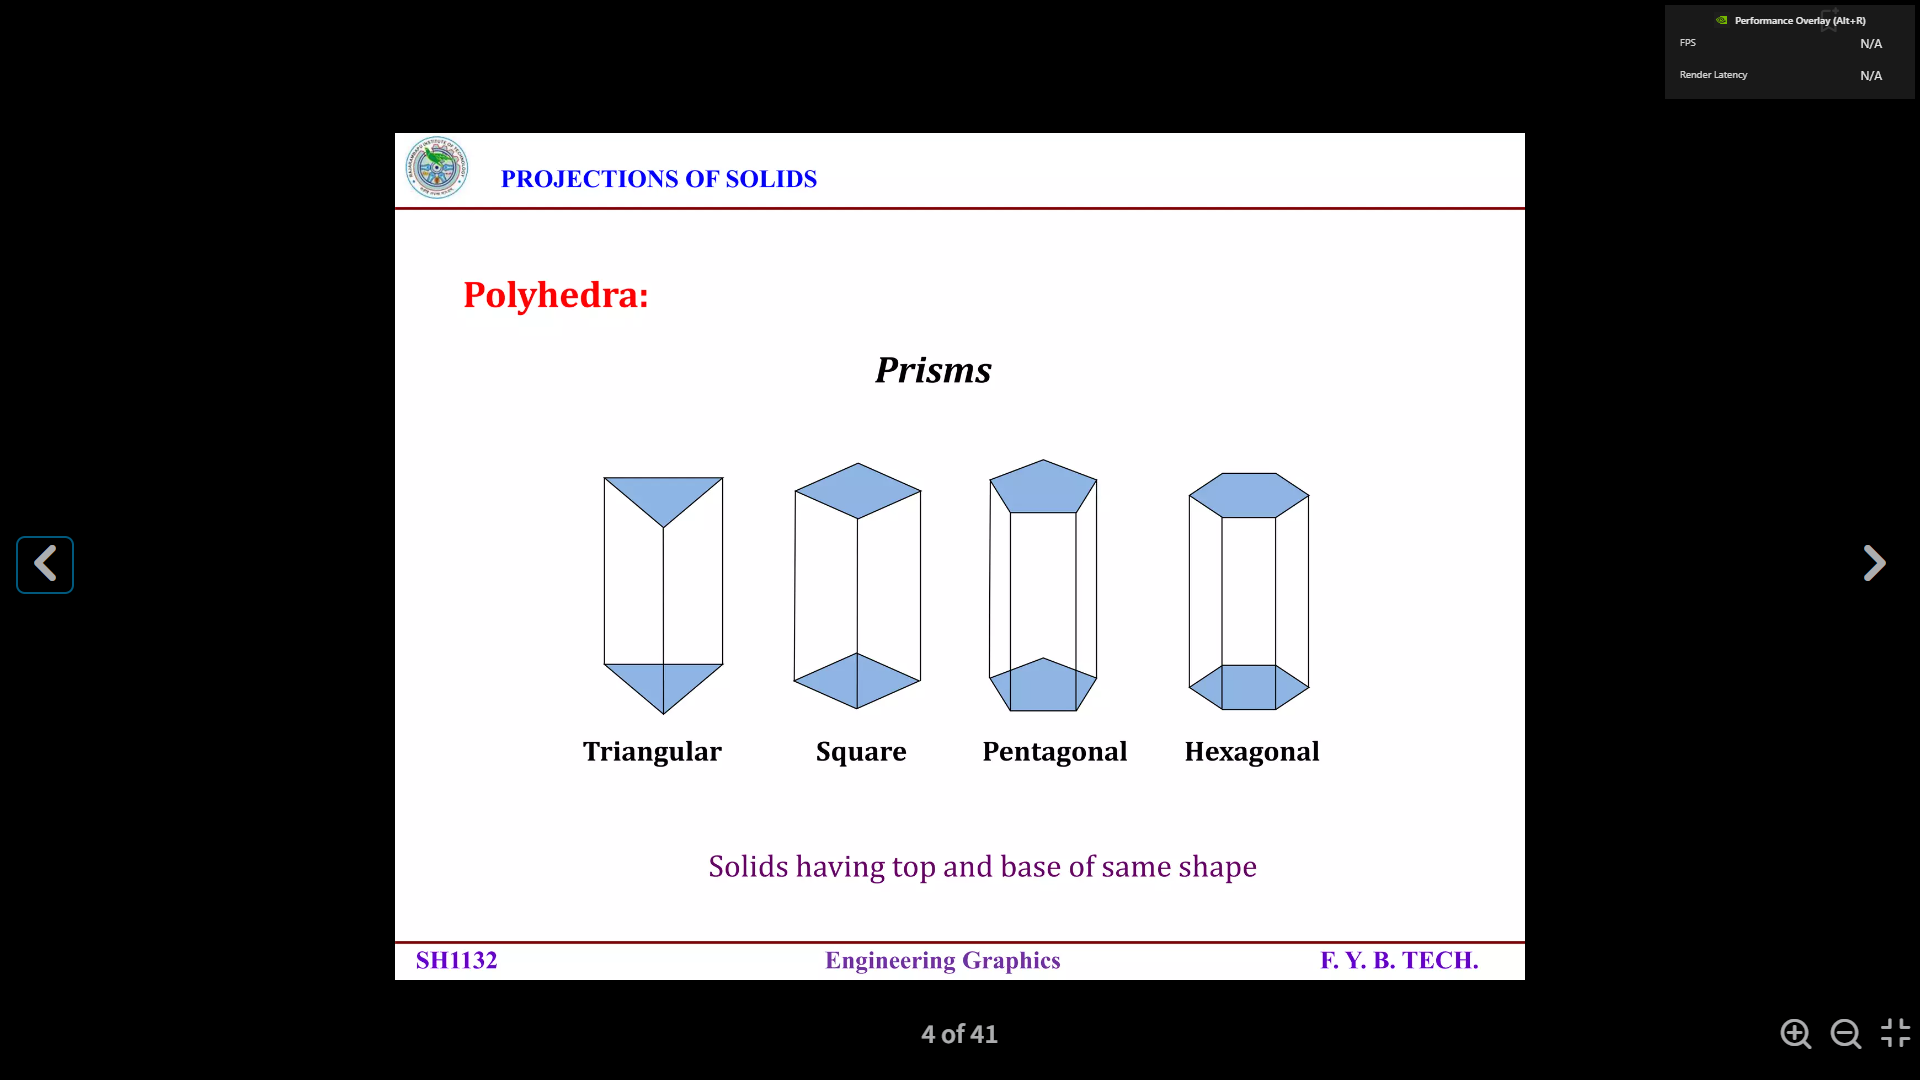 Performance Overlay (Alt+R)
FPS N/A
Render Latency N/A
PROJECTIONS OF SOLIDS
Polyhedra:
Prisms
Triangular Square Pentagonal Hexagonal
Solids having top and base of same shape
SH1132 Engineering Graphics F. Y. B. TECH.
4 of 41